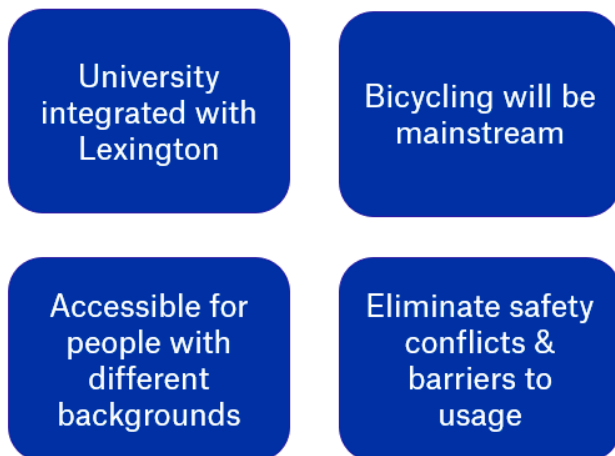 University
integrated with
Lexington
Bicycling will be
mainstream
Accessible for
people with
different
backgrounds
Eliminate safety
conflicts &
barriers to
usage